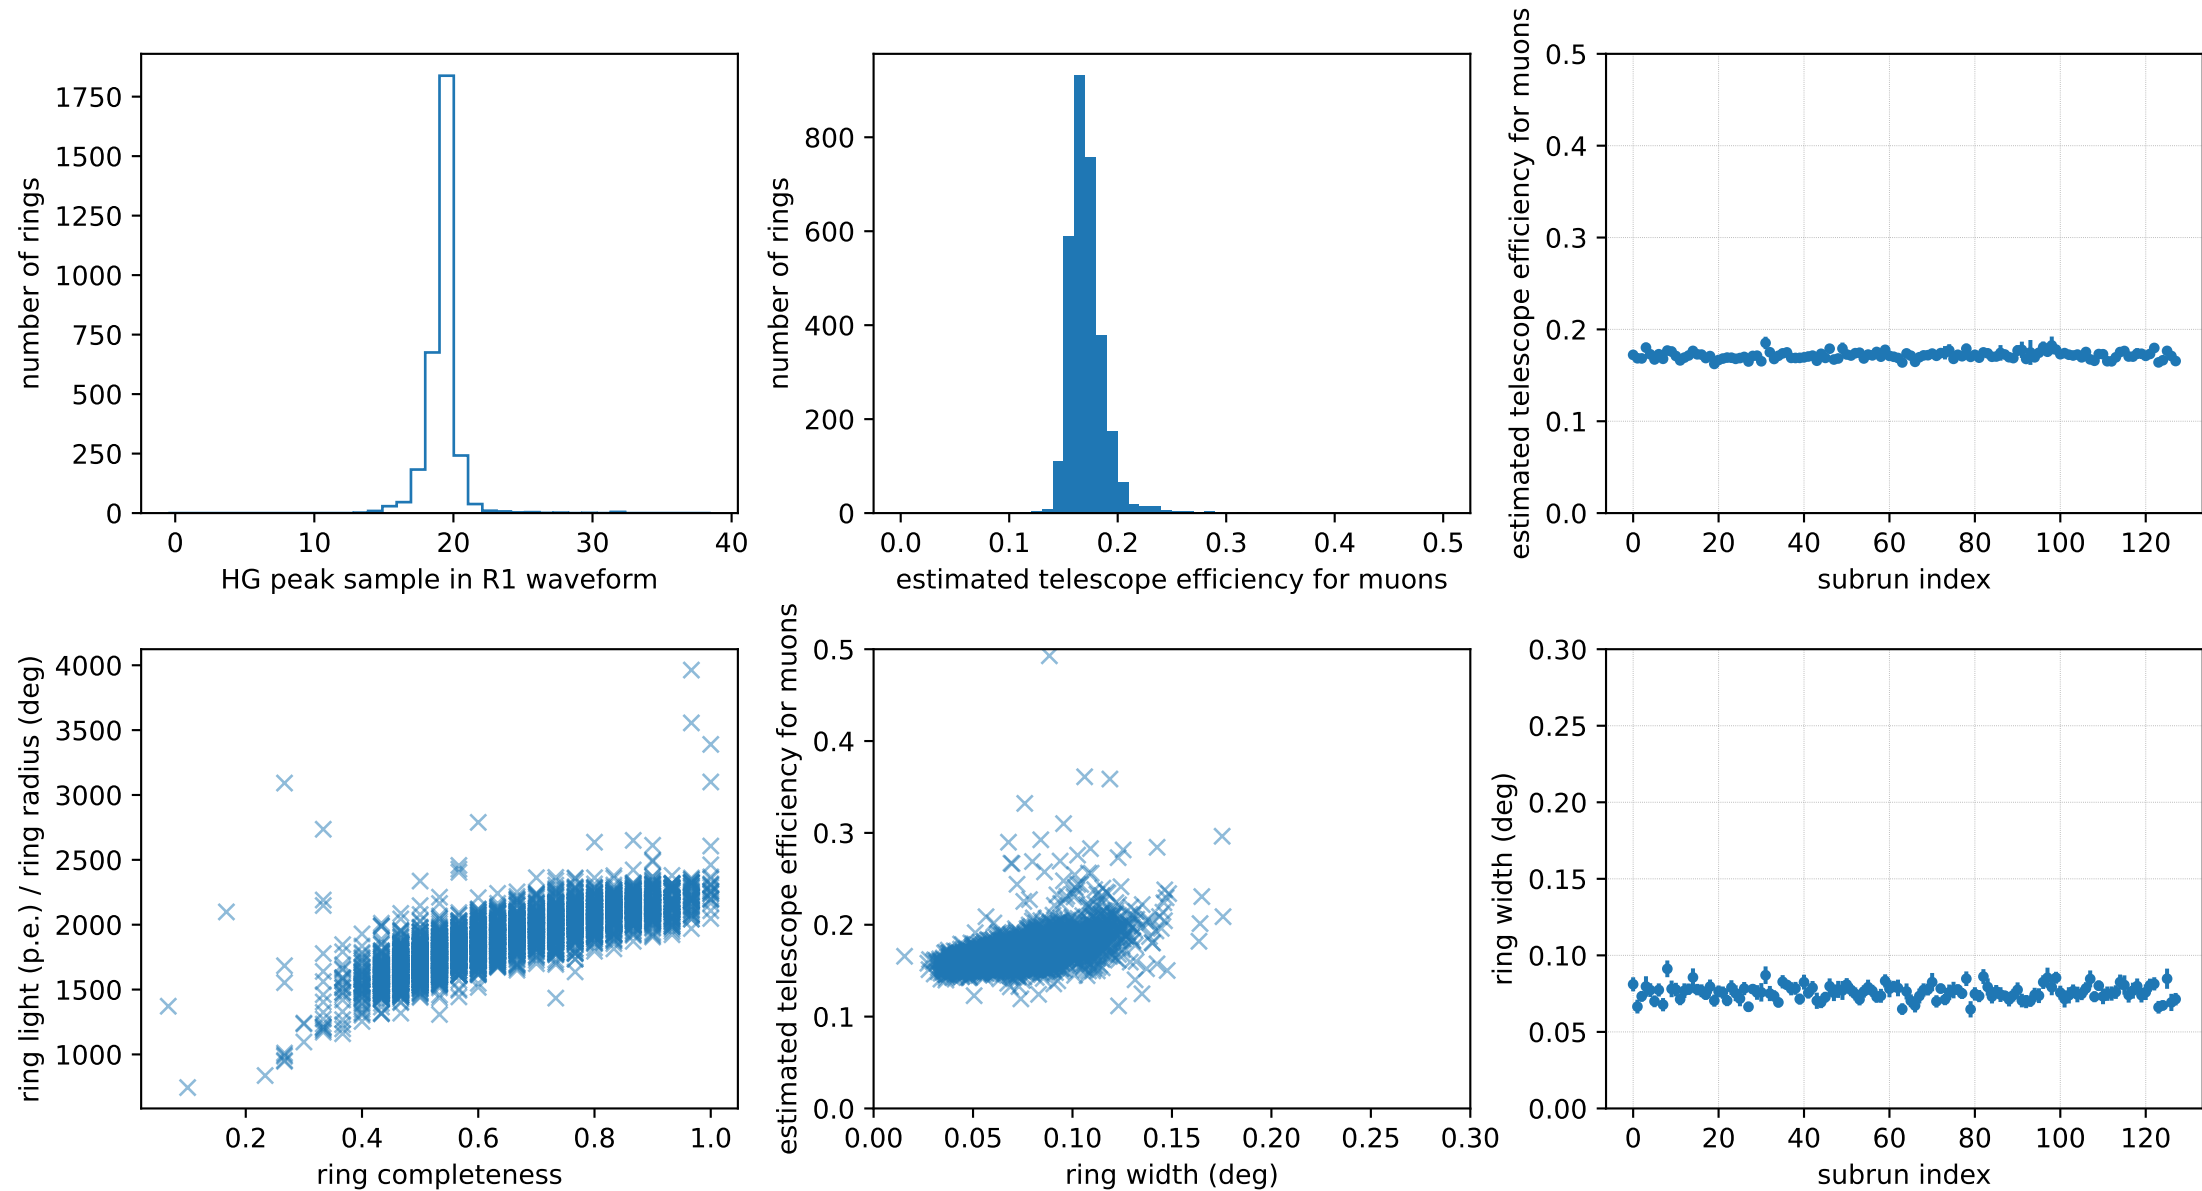 number of rings
1750
1500
1250
1000
750
500
250
0
0 10 20 30 40
HG peak sample in R1 waveform
number of rings
800
600
400
200
0
0.0 0.1 0.2 0.3 0.4 0.5
estimated telescope efficiency for muons
estimated telescope efficiency for muons
0.5
0.4
0.3
0.2
0.1
0.0
0 20 40 60 80 100 120
subrun index
ring light (p.e.) / ring radius (deg)
4000
3500
3000
2500
2000
1500
1000
0.2 0.4 0.6 0.8 1.0
ring completeness
estimated telescope efficiency for muons
0.5
0.4
0.3
0.2
0.1
0.0
0.00 0.05 0.10 0.15 0.20 0.25 0.30
ring width (deg)
ring width (deg)
0.30
0.25
0.20
0.15
0.10
0.05
0.00
0 20 40 60 80 100 120
subrun index